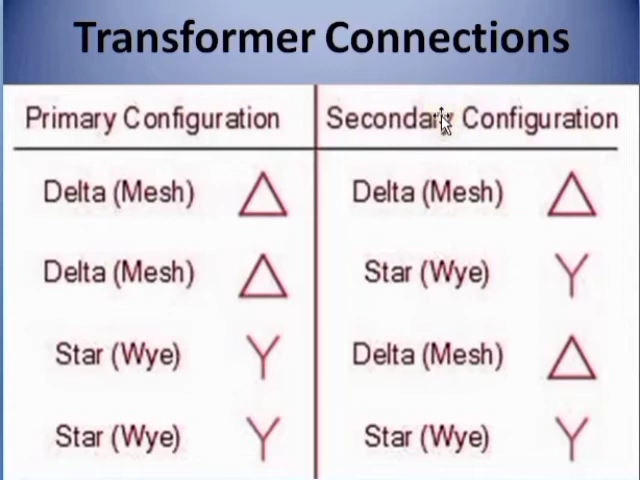 Transformer Connections
Primary Configuration Secondary Configuration
Delta (Mesh) Delta (Mesh)
Delta (Mesh) Star (Wye)
Star (Wye) Delta (Mesh)
Star (Wye) Star (Wye)